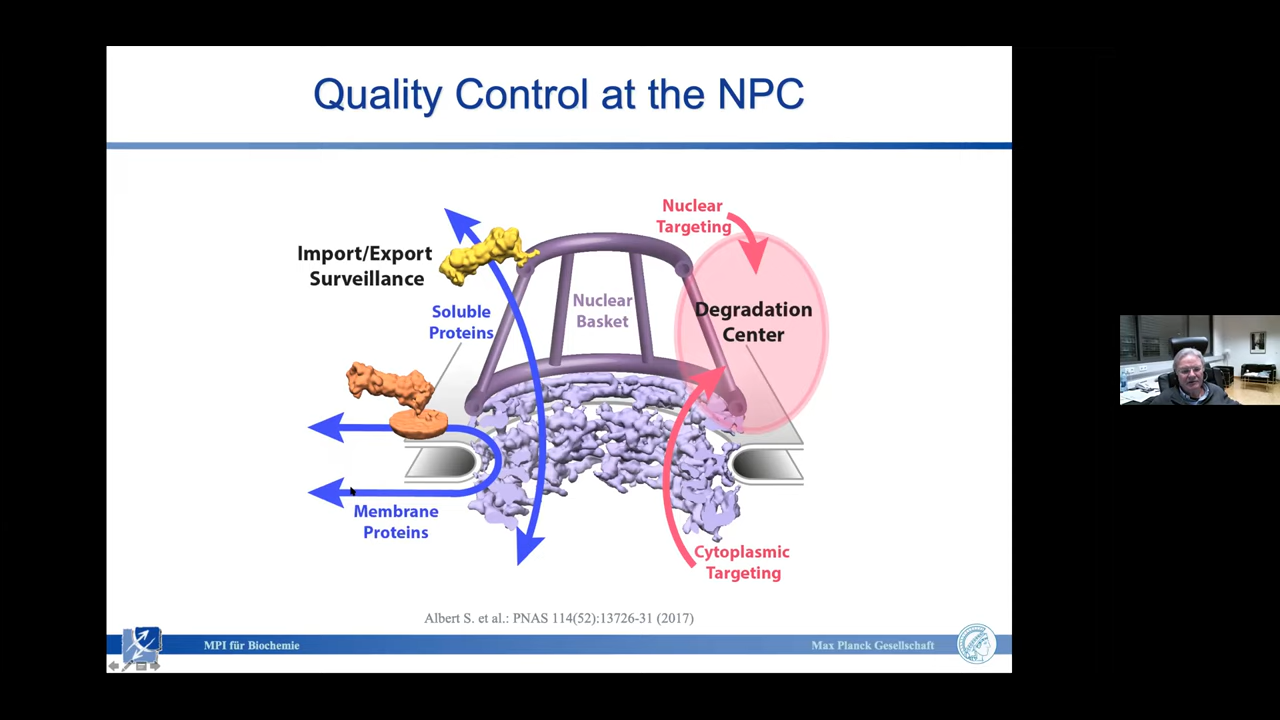 Quality Control at the NPC
Nuclear
Targeting
Import/Export
Surveillance
Soluble
Proteins
Nuclear
Basket
Degradation
Center
Membrane
Proteins
Cytoplasmic
Targeting
Albert S. et al.: PNAS 114(52):13726-31 (2017)
MPI für Biochemie
Max Planck Gesellschaft